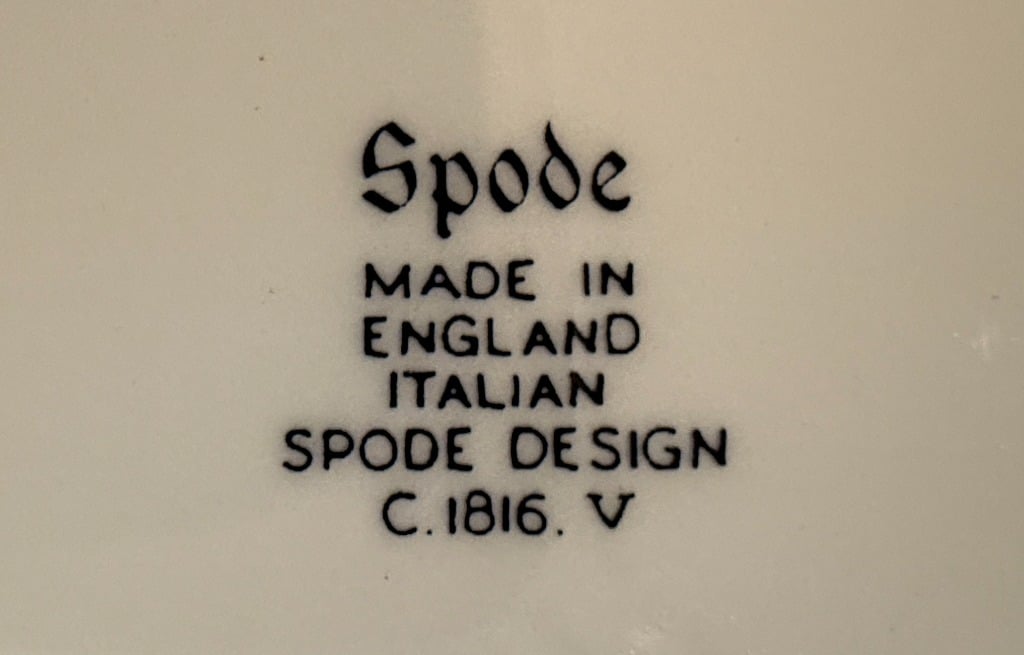 Spode
MADE IN
ENGLAND
ITALIAN
SPODE DESIGN
C.1816. V